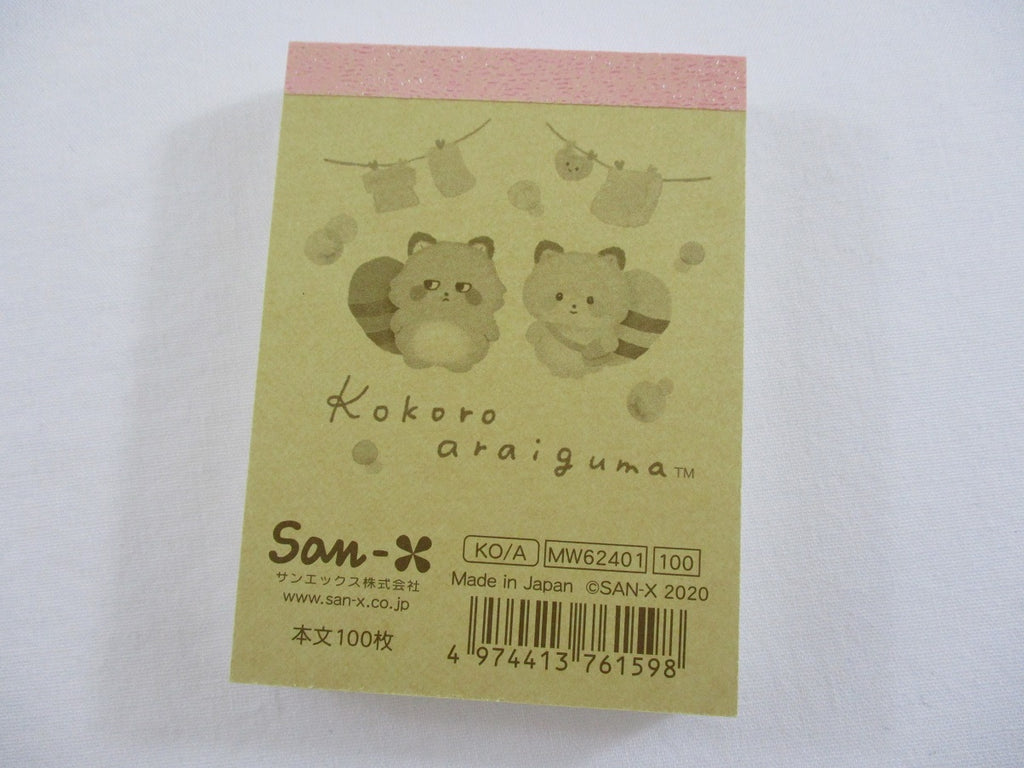 Kokoro
araiguma™
San-X
サンエックス株式会社
www.san-x.co.jp
本文100枚
KO/A MW62401 100
Made in Japan ©SAN-X 2020
4 974413 761598